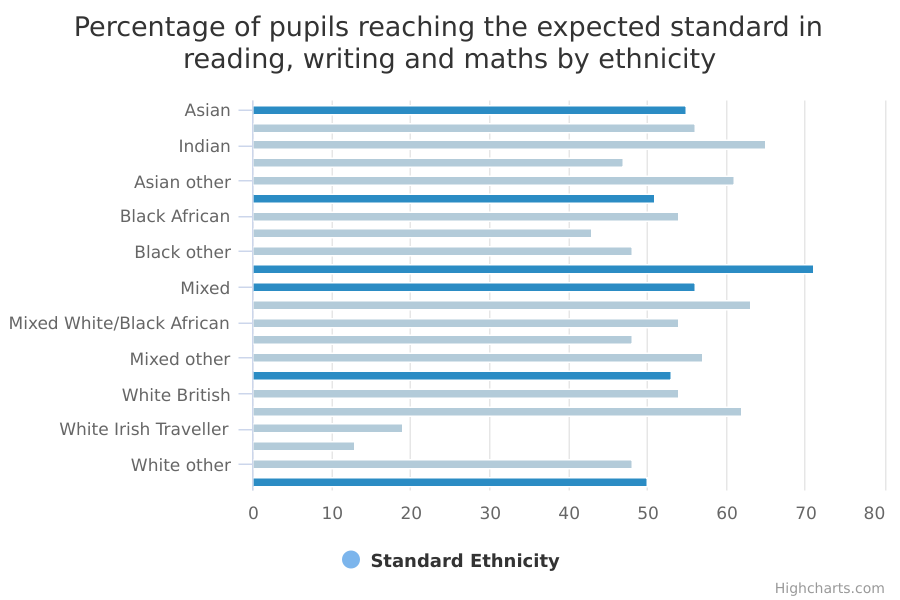 Percentage of pupils reaching the expected standard in
reading, writing and maths by ethnicity
Asian
Indian
Asian other
Black African
Black other
Mixed
Mixed White/Black African
Mixed other
White British
White Irish Traveller
White other
0 10 20 30 40 50 60 70 80
Standard Ethnicity
Highcharts.com